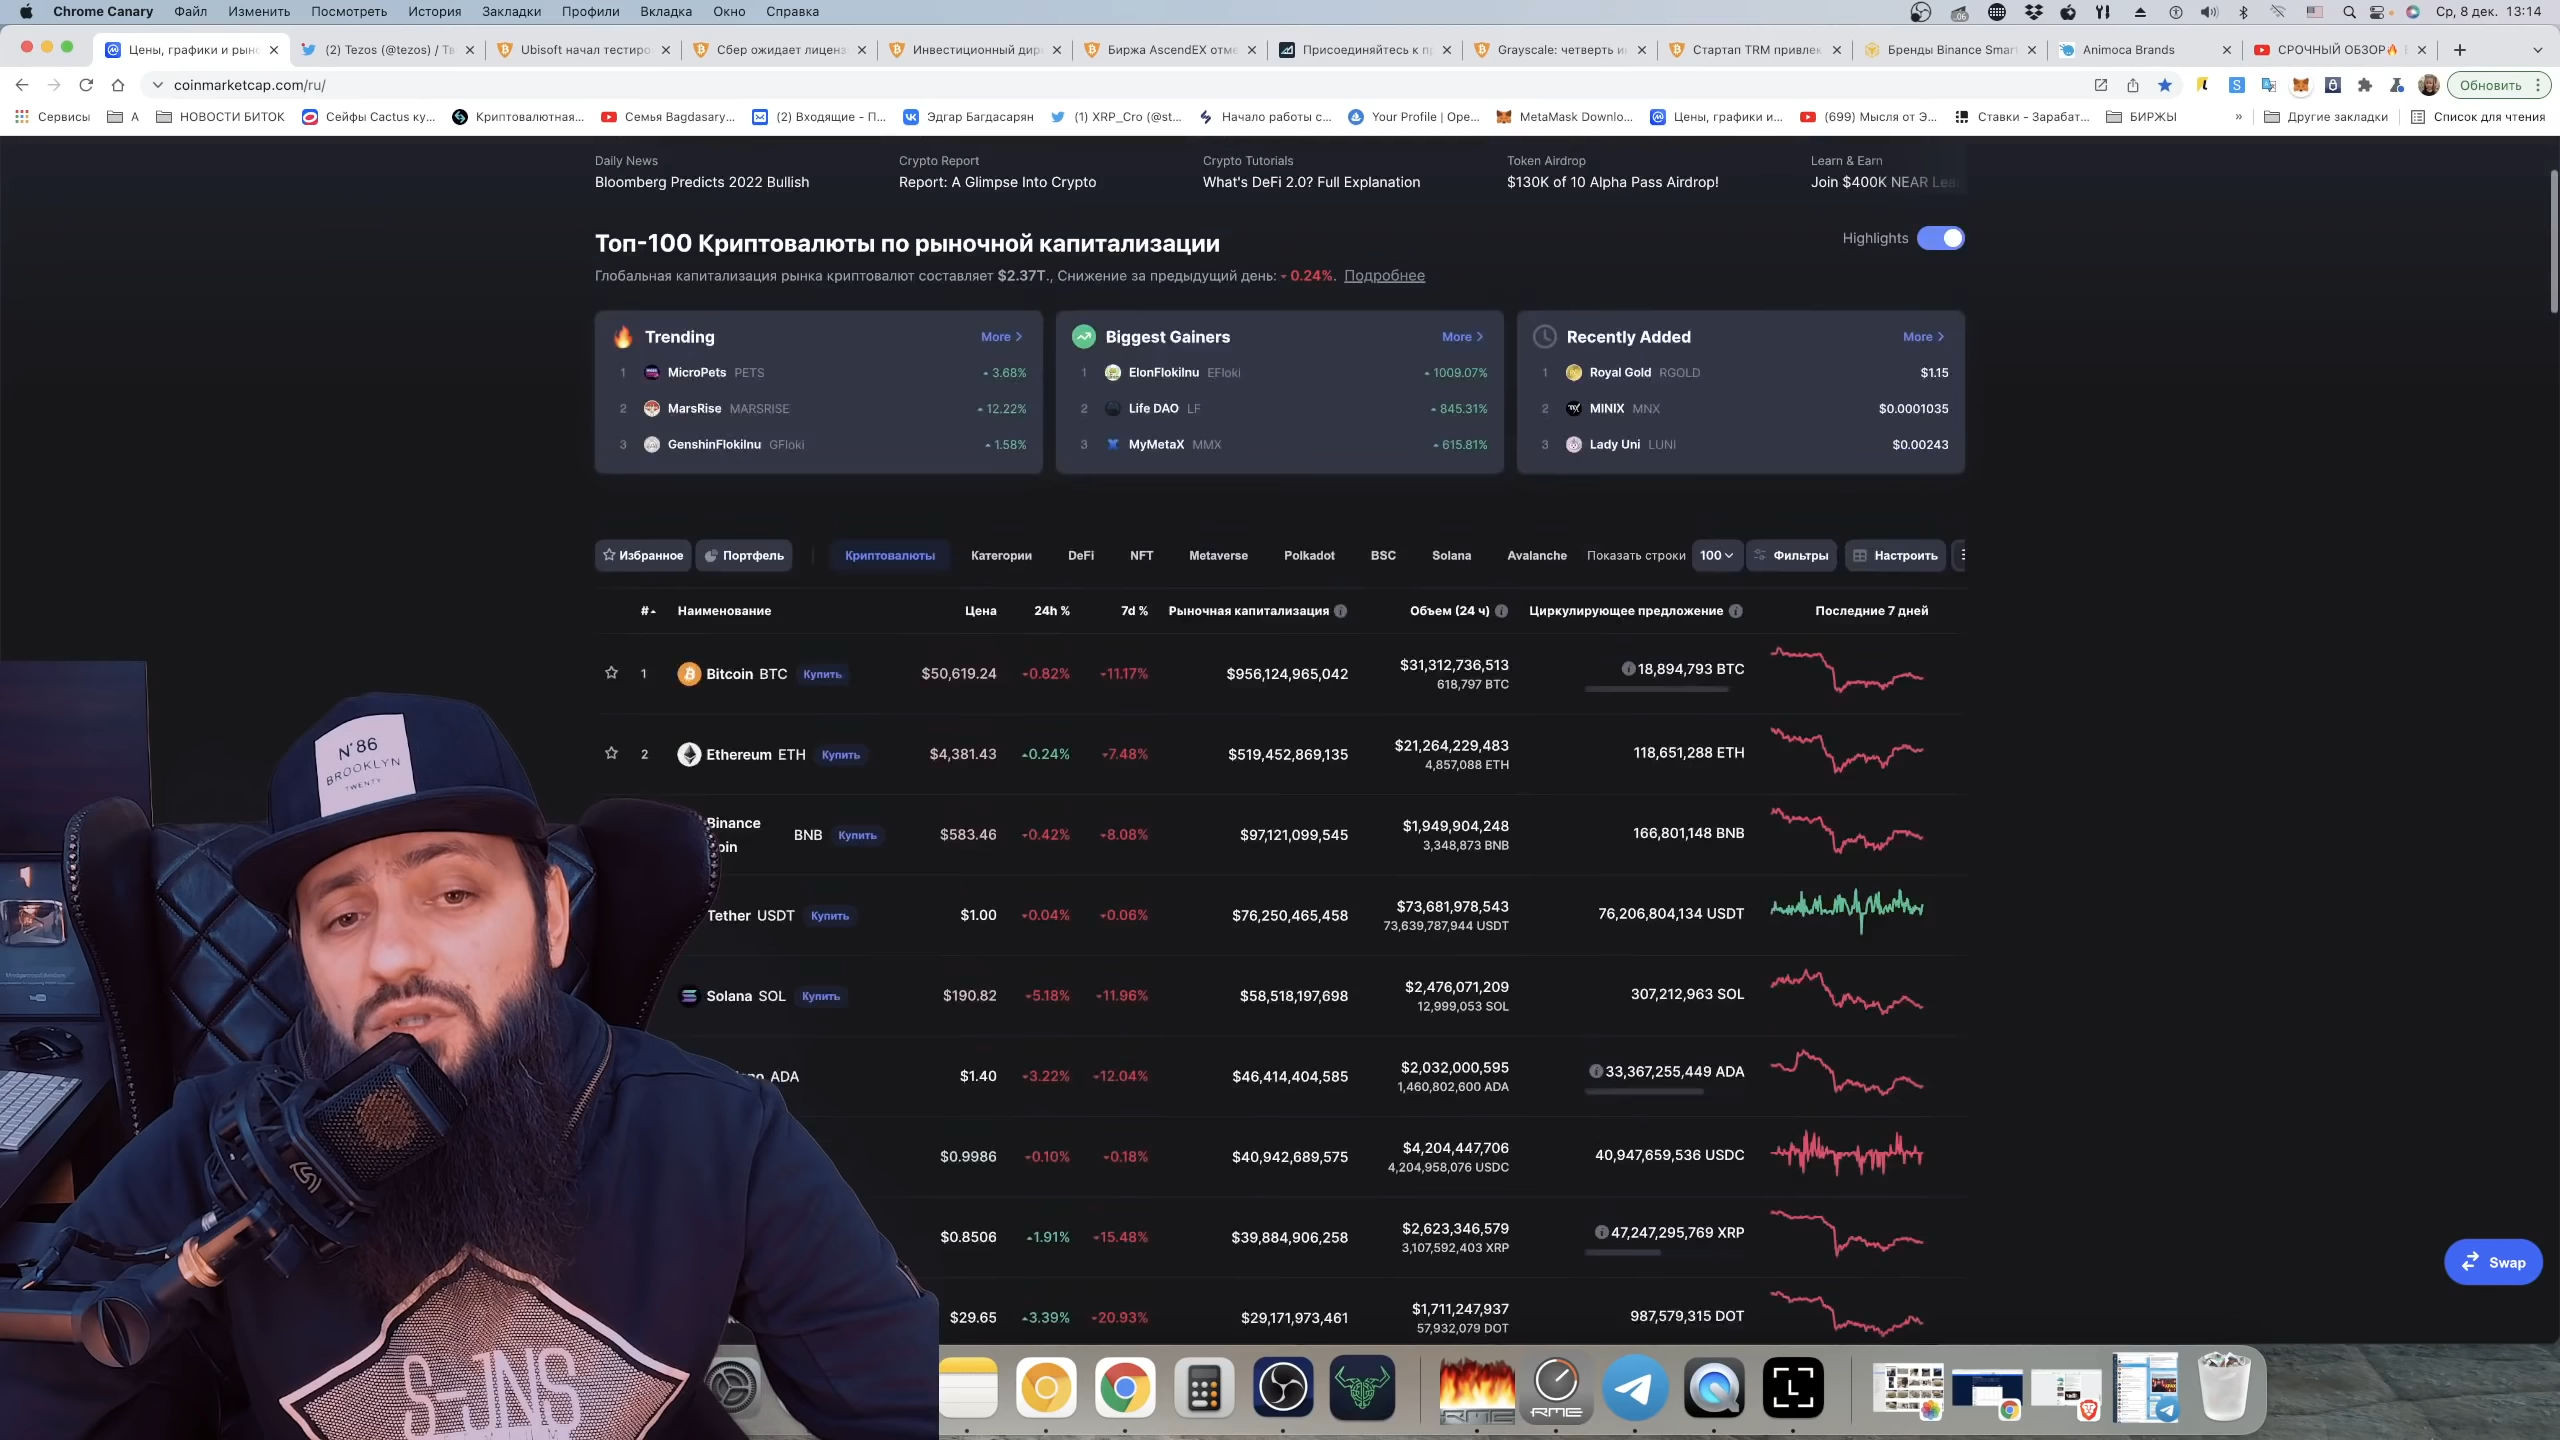 Chrome Canary Файл Изменить Посмотреть История Закладки Профили Вкладка Окно Справка
Ср, 8 дек. 13:14
Цены, графики и рын
(2) Tezos (@tezos) / Тв
Ubisoft начал тестиро
Сбер ожидает лиценз
Инвестиционный дир
Биржа AscendEX отме
Присоединяйтесь к п
Grayscale: четверть и
Стартап TRM привлек
Бренды Binance Smar
Animoca Brands
СРОЧНЫЙ ОБЗОР🔥
coinmarketcap.com/ru/
Обновить
Сервисы
А
НОВОСТИ БИТОК
Сейфы Cactus ку...
Криптовалютная...
Семья Bagdasary...
(2) Входящие - П...
Эдгар Багдасарян
(1) XRP_Cro (@st...
Начало работы с...
Your Profile | Ope...
MetaMask Downlo...
Цены, графики и...
(699) Мысля от Э...
Ставки - Зарабат...
БИРЖЫ
»
Другие закладки
Список для чтения
Daily News
Bloomberg Predicts 2022 Bullish
Crypto Report
Report: A Glimpse Into Crypto
Crypto Tutorials
What's DeFi 2.0? Full Explanation
Token Airdrop
$130K of 10 Alpha Pass Airdrop!
Learn & Earn
Join $400K NEAR Lea
Топ-100 Криптовалюты по рыночной капитализации
Highlights
Глобальная капитализация рынка криптовалют составляет $2.37T., Снижение за предыдущий день: 0.24%. Подробнее
Trending More
1 MicroPets PETS 3.68%
2 MarsRise MARSRISE 12.22%
3 GenshinFlokiInu GFloki 1.58%
Biggest Gainers More
1 ElonFlokiInu EFloki 1009.07%
2 Life DAO LF 845.31%
3 MyMetaX MMX 615.81%
Recently Added More
1 Royal Gold RGOLD $1.15
2 MINIX MNX $0.0001035
3 Lady Uni LUNI $0.00243
Избранное Портфель Криптовалюты Категории DeFi NFT Metaverse Polkadot BSC Solana Avalanche Показать строки 100 Фильтры Настроить
# Наименование Цена 24h % 7d % Рыночная капитализация Объем (24 ч) Циркулирующее предложение Последние 7 дней
1 Bitcoin BTC Купить $50,619.24 0.82% 11.17% $956,124,965,042 $31,312,736,513 18,894,793 BTC
618,797 BTC
2 Ethereum ETH Купить $4,381.43 0.24% 7.48% $519,452,869,135 $21,264,229,483 118,651,288 ETH
4,857,088 ETH
Binance
oin BNB Купить $583.46 0.42% 8.08% $97,121,099,545 $1,949,904,248 166,801,148 BNB
3,348,873 BNB
Tether USDT Купить $1.00 0.04% 0.06% $76,250,465,458 $73,681,978,543 76,206,804,134 USDT
73,639,787,944 USDT
Solana SOL Купить $190.82 5.18% 11.96% $58,518,197,698 $2,476,071,209 307,212,963 SOL
12,999,053 SOL
ADA $1.40 3.22% 12.04% $46,414,404,585 $2,032,000,595 33,367,255,449 ADA
1,460,802,600 ADA
$0.9986 0.10% 0.18% $40,942,689,575 $4,204,447,706 40,947,659,536 USDC
4,204,958,076 USDC
$0.8506 1.91% 15.48% $39,884,906,258 $2,623,346,579 47,247,295,769 XRP
3,107,592,403 XRP
$29.65 3.39% 20.93% $29,171,973,461 $1,711,247,937 987,579,315 DOT
57,932,079 DOT
Swap
N°86
BROOKLYN
TWENTY
S-JNS
RME
RME